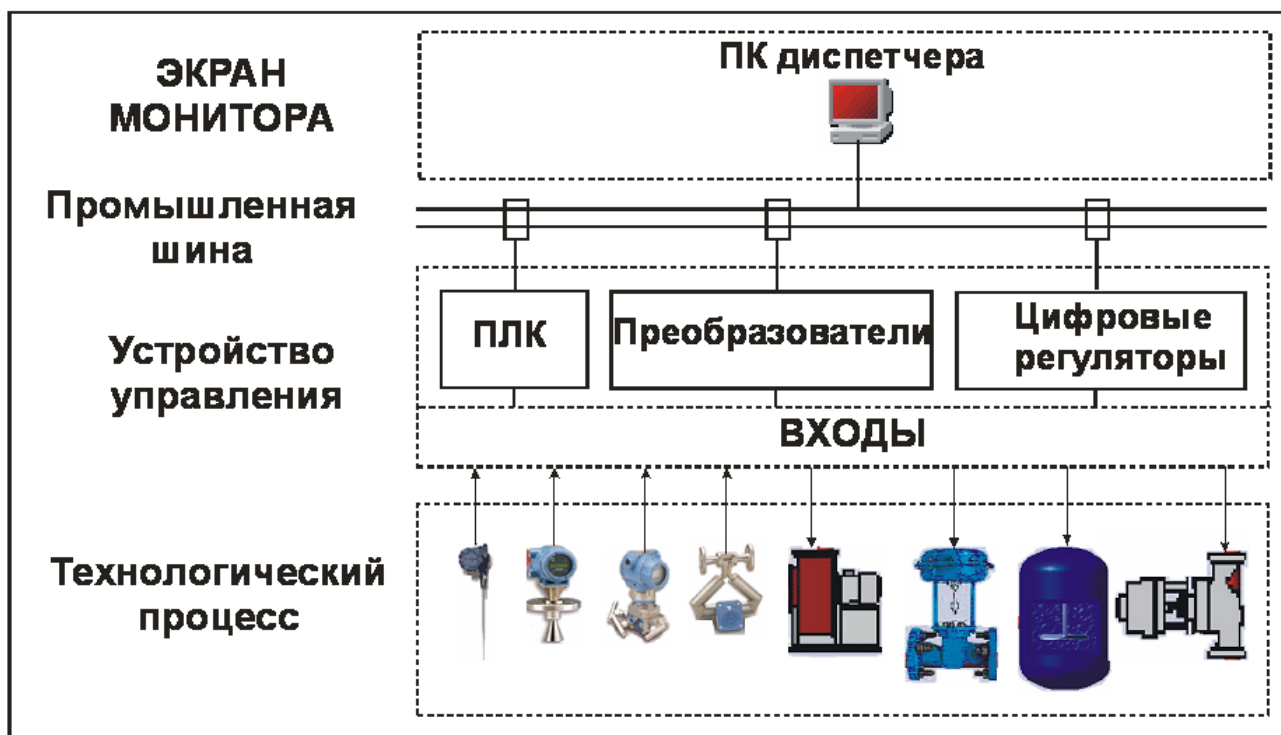 ЭКРАН
МОНИТОРА
ПК диспетчера
Промышленная
шина
Устройство
управления
ПЛК
Преобразователи
Цифровые
регуляторы
ВХОДЫ
Технологический
процесс